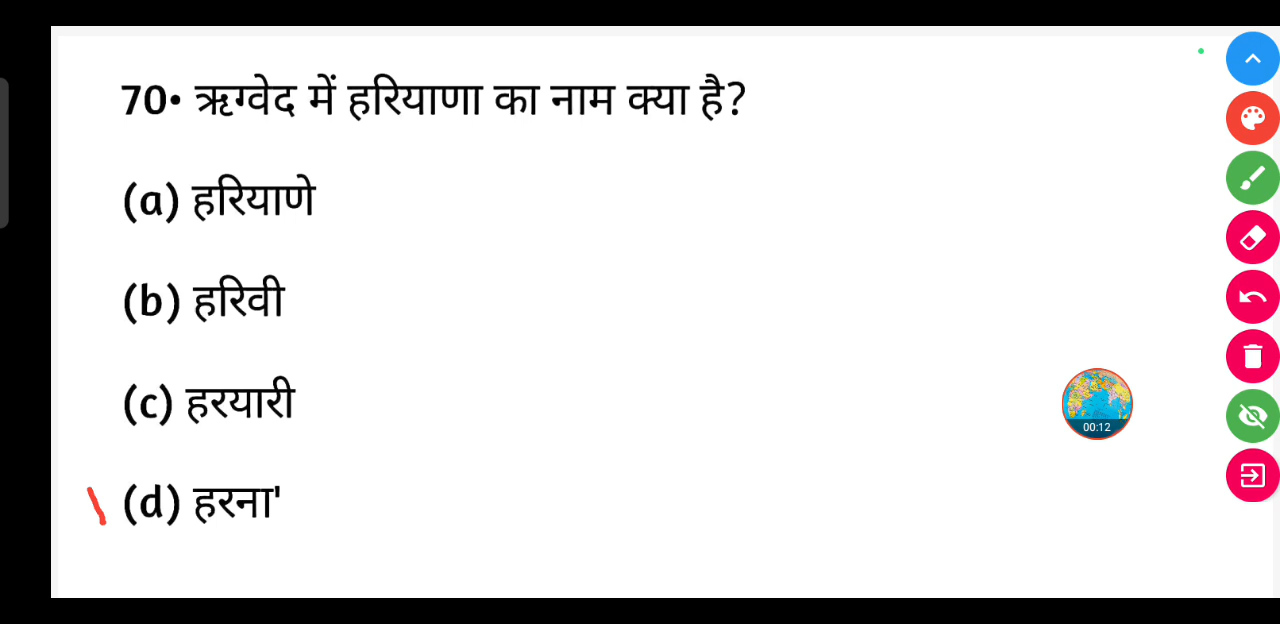 70• ऋग्वेद में हरियाणा का नाम क्या है?
(a) हरियाणे
(b) हरिवी
(c) हरयारी
(d) हरना'
00:12